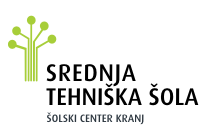 SREDNJA
TEHNIŠKA ŠOLA
ŠOLSKI CENTER KRANJ